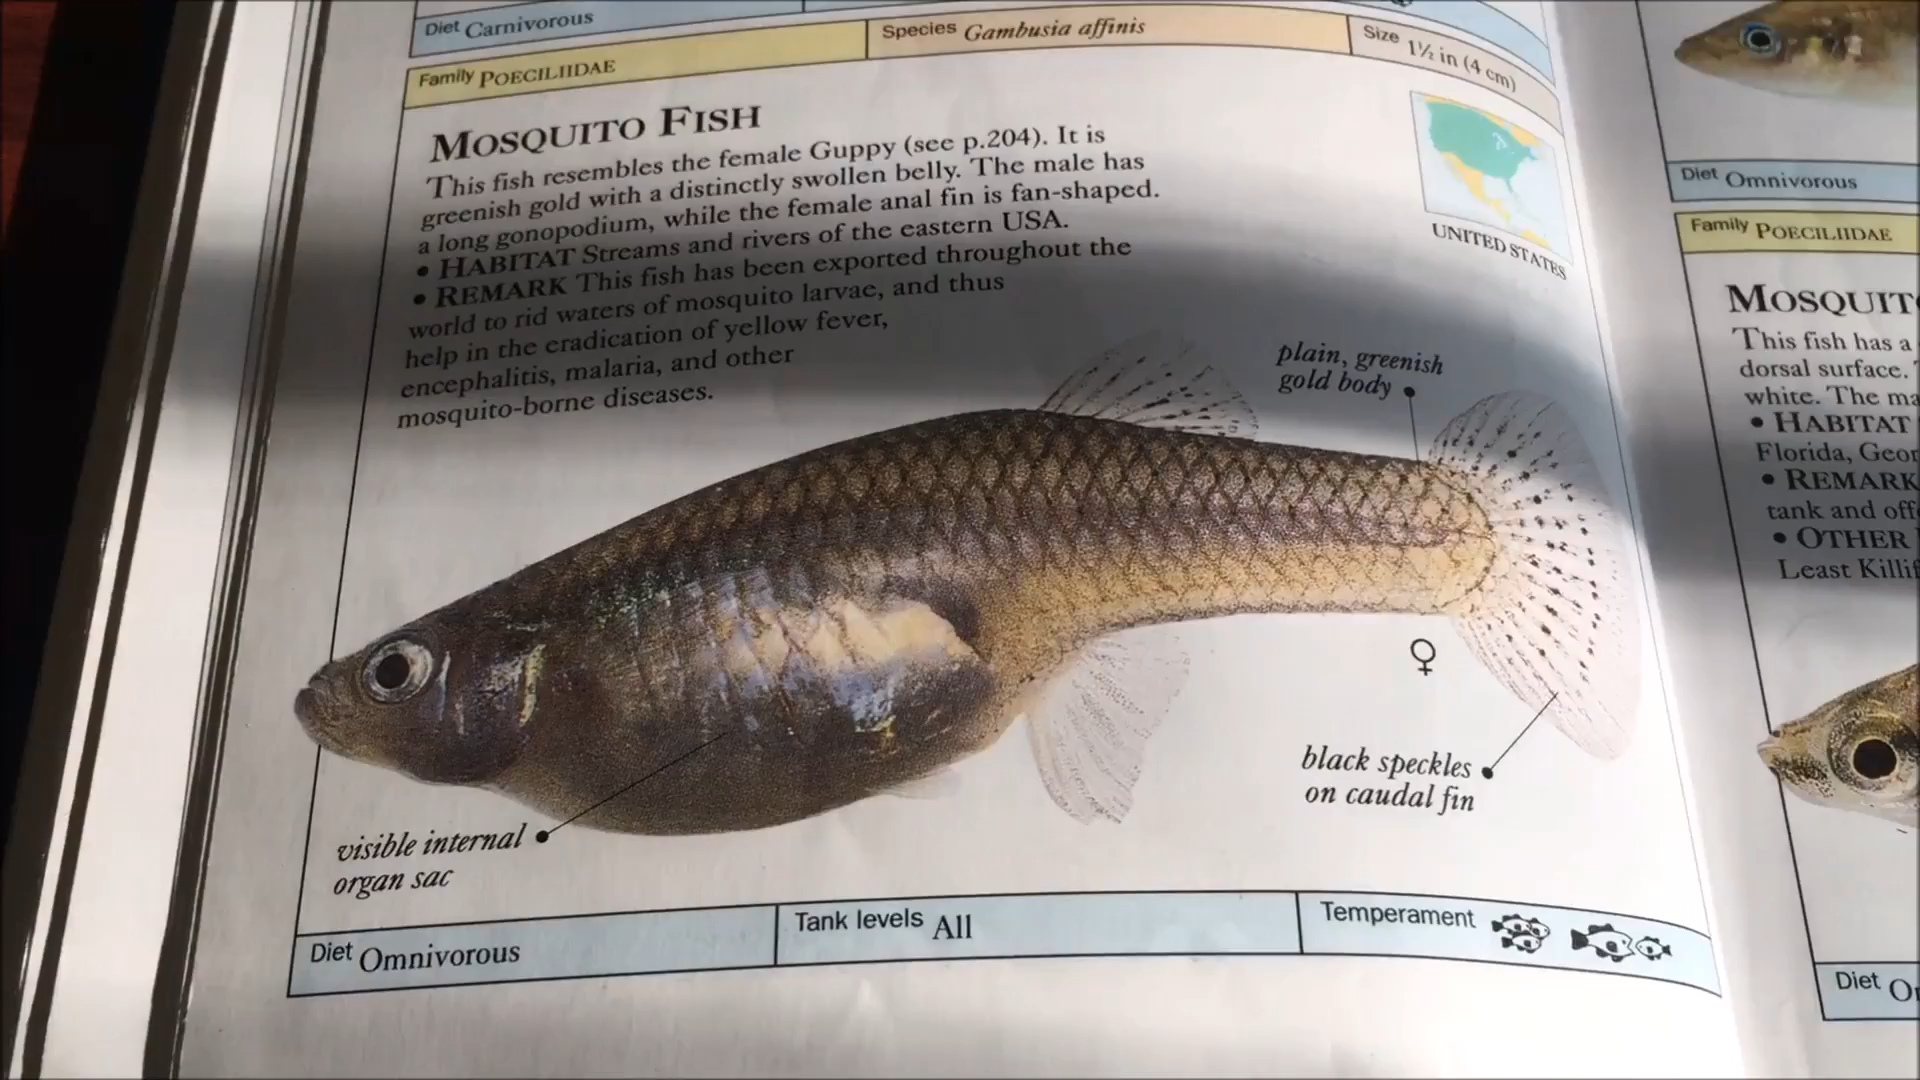 Diet Carnivorous
Family POECILIIDAE
Species Gambusia affinis
Size 1½ in (4 cm)
MOSQUITO FISH
This fish resembles the female Guppy (see p.204). It is
greenish gold with a distinctly swollen belly. The male has
a long gonopodium, while the female anal fin is fan-shaped.
• HABITAT Streams and rivers of the eastern USA.
• REMARK This fish has been exported throughout the
world to rid waters of mosquito larvae, and thus
help in the eradication of yellow fever,
encephalitis, malaria, and other
mosquito-borne diseases.
UNITED STATES
plain, greenish
gold body
♀
black speckles
on caudal fin
visible internal
organ sac
Diet Omnivorous
Tank levels All
Temperament
Diet Omnivorous
Family POECILIIDAE
MOSQUIT
This fish has a
dorsal surface.
white. The ma
• HABITAT
Florida, Geor
• REMARK
tank and off
• OTHER
Least Killif
Diet